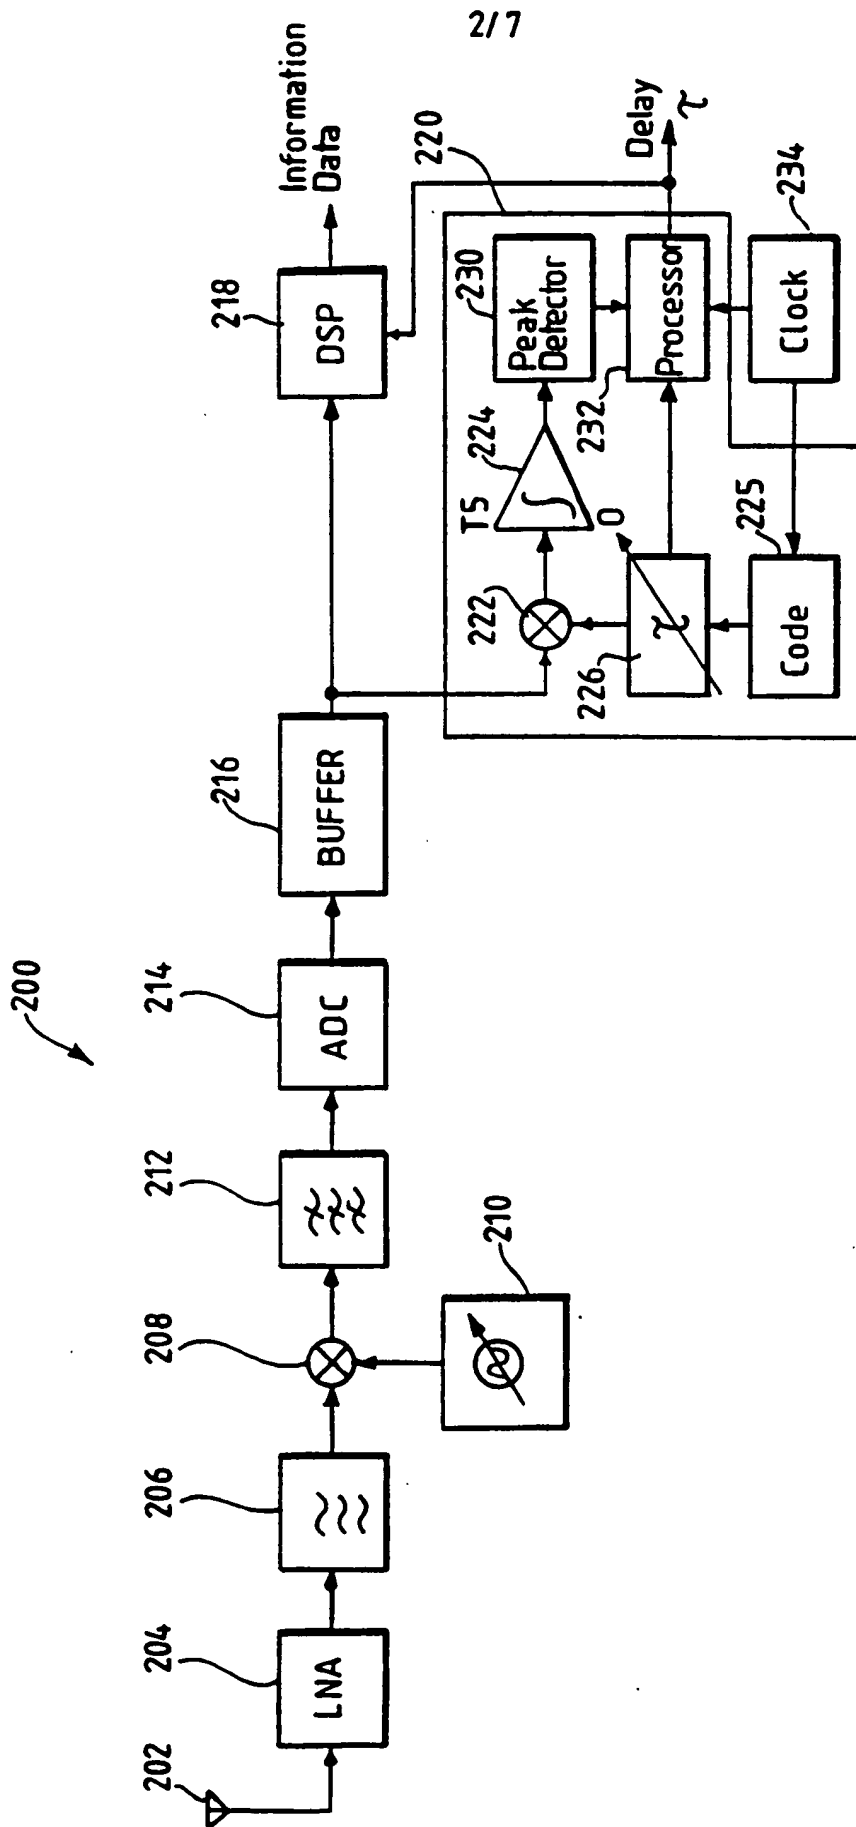 2/7
200
202
204
LNA
206
208
210
212
214
ADC
216
BUFFER
218
DSP
Information
Data
220
222
TS
0
224
225
Code
226
τ
230
Peak
Detector
232
Processor
234
Clock
Delay
τ